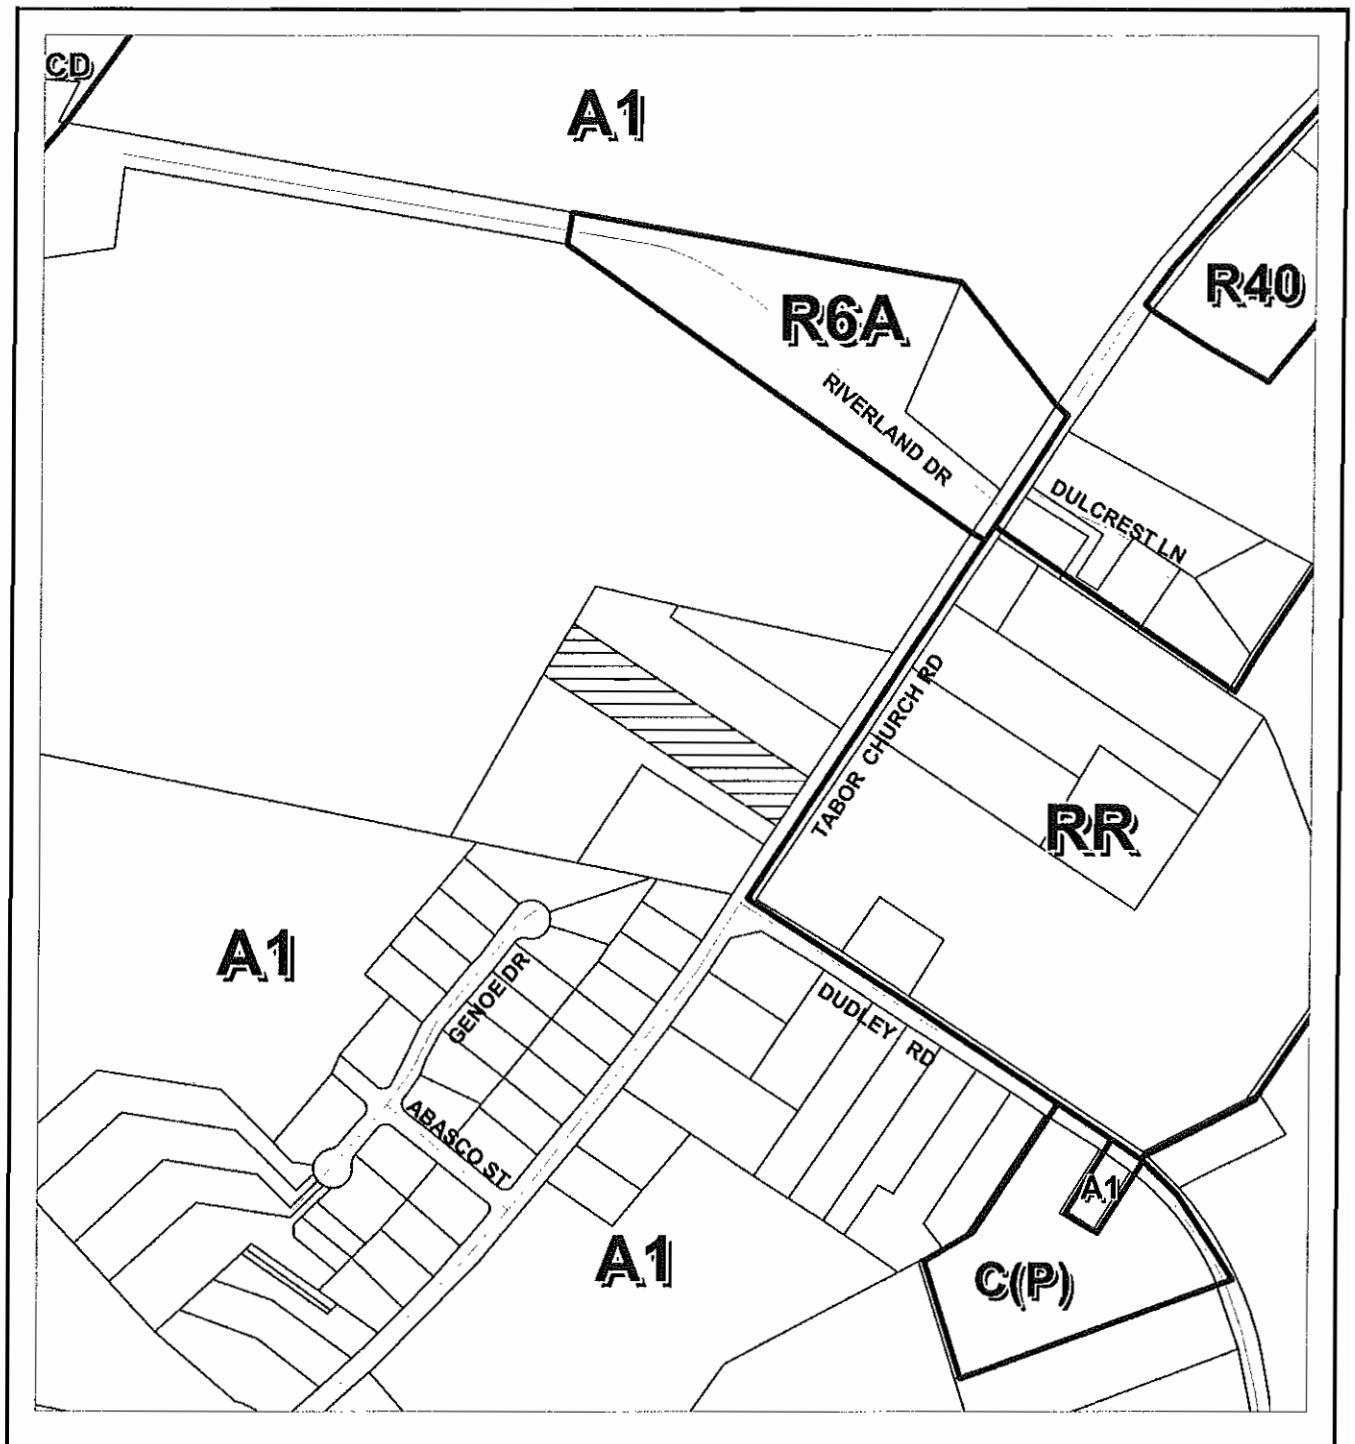 CD
A1
R40
R6A
RIVERLAND DR
DULCREST LN
TABOR CHURCH RD
RR
A1
GENOE DR
DUDLEY RD
ABASCO ST
A1
A1
C(P)